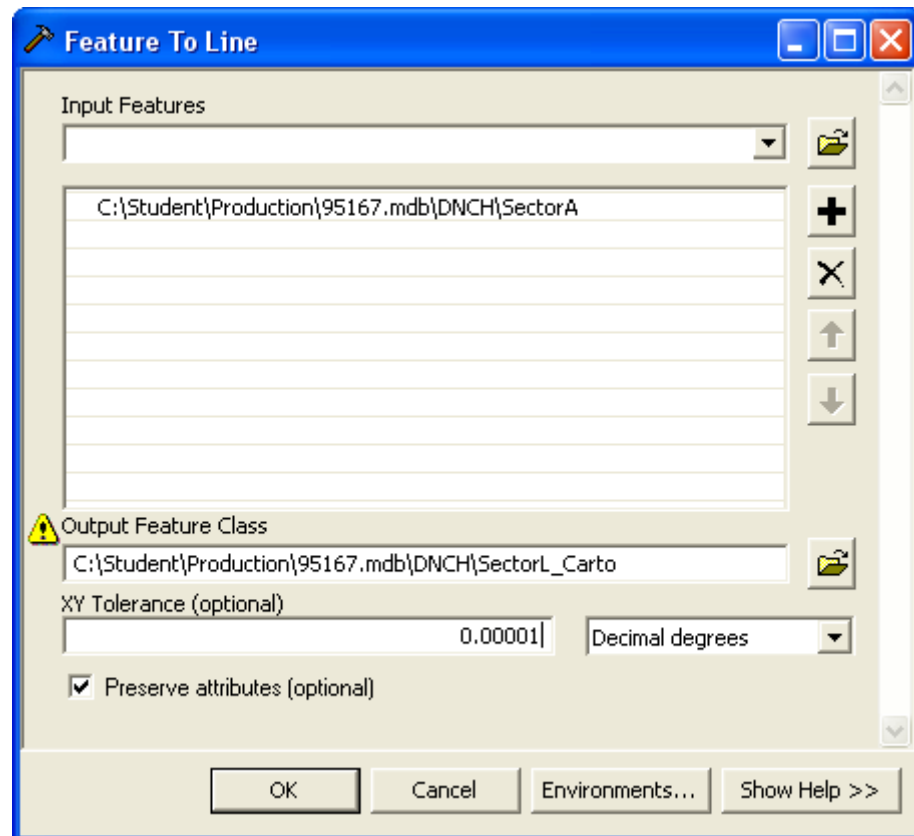 Feature To Line
Input Features
C:\Student\Production\95167.mdb\DNCH\SectorA
Output Feature Class
C:\Student\Production\95167.mdb\DNCH\SectorL_Carto
XY Tolerance (optional)
0.00001 Decimal degrees
Preserve attributes (optional)
OK Cancel Environments... Show Help >>